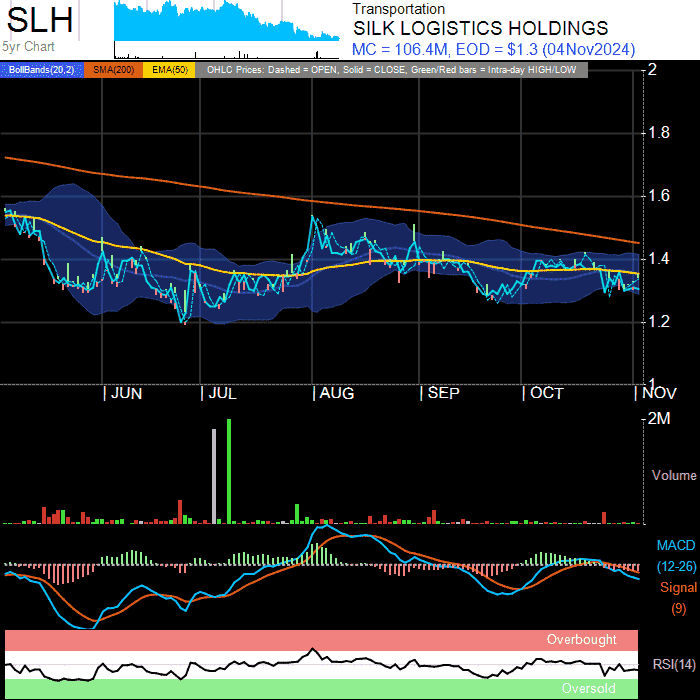 SLH
5yr Chart
Transportation
SILK LOGISTICS HOLDINGS
MC = 106.4M, EOD = $1.3 (04Nov2024)
BollBands(20,2) SMA(200) EMA(50) OHLC Prices: Dashed = OPEN, Solid = CLOSE, Green/Red bars = Intra-day HIGH/LOW
2
1.8
1.6
1.4
1.2
1
JUN JUL AUG SEP OCT NOV
2M
Volume
MACD
(12-26)
Signal
(9)
Overbought
RSI(14)
Oversold